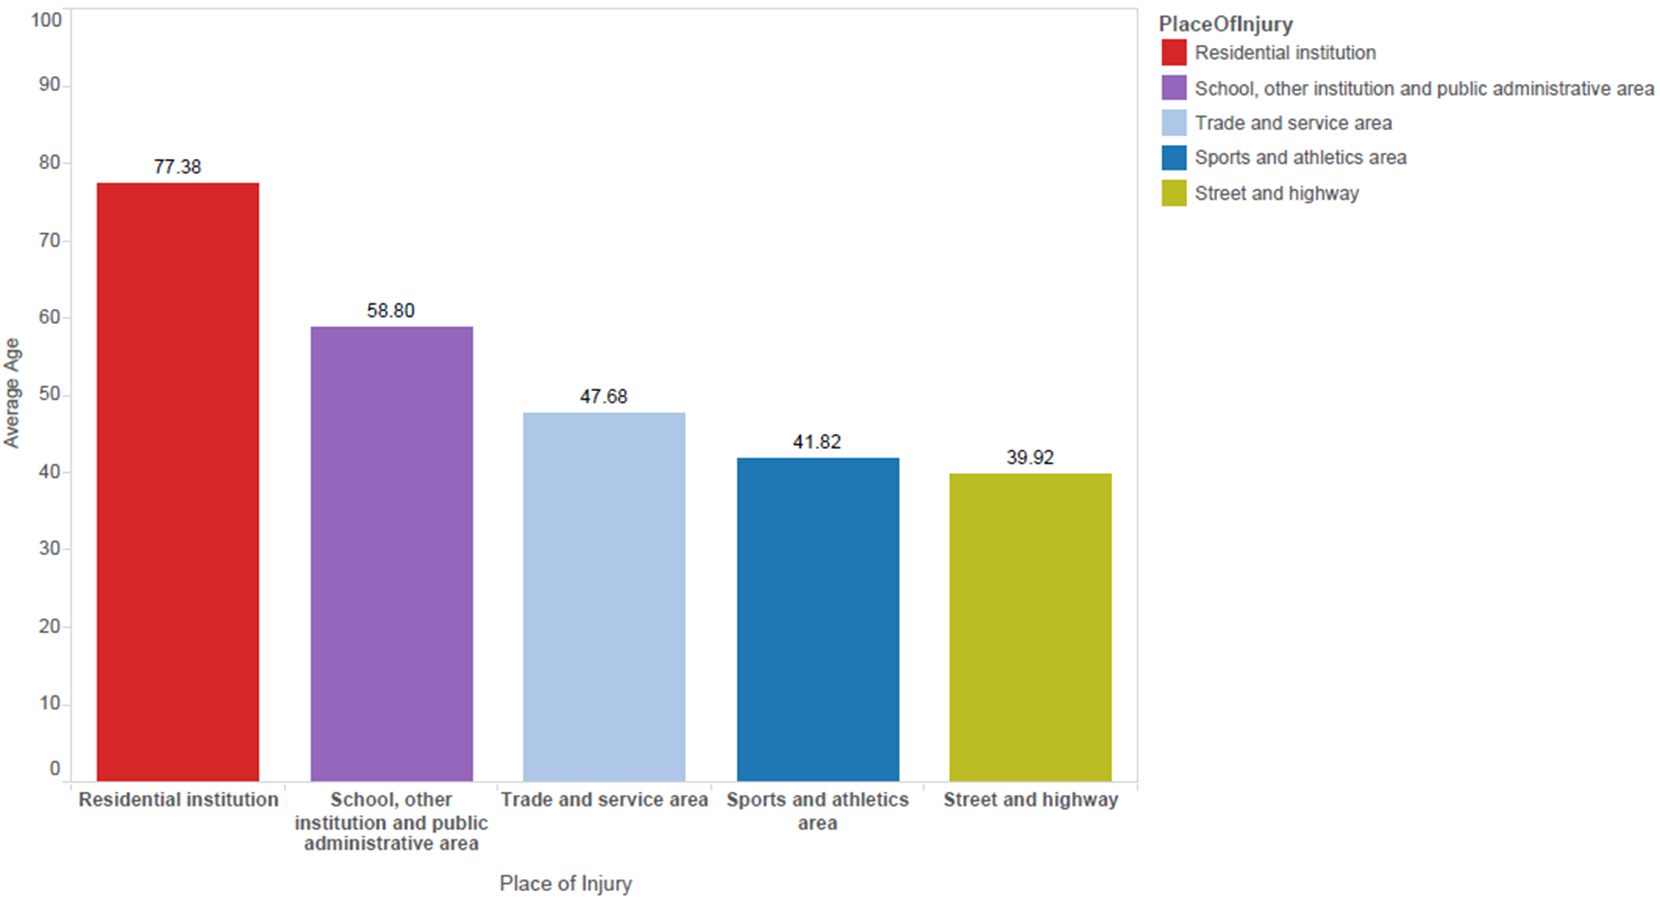 100
90
80
70
60
50
40
30
20
10
0
Average Age
77.38
58.80
47.68
41.82
39.92
Residential institution
School, other
institution and public
administrative area
Trade and service area
Sports and athletics
area
Street and highway
Place of Injury
PlaceOfInjury
Residential institution
School, other institution and public administrative area
Trade and service area
Sports and athletics area
Street and highway